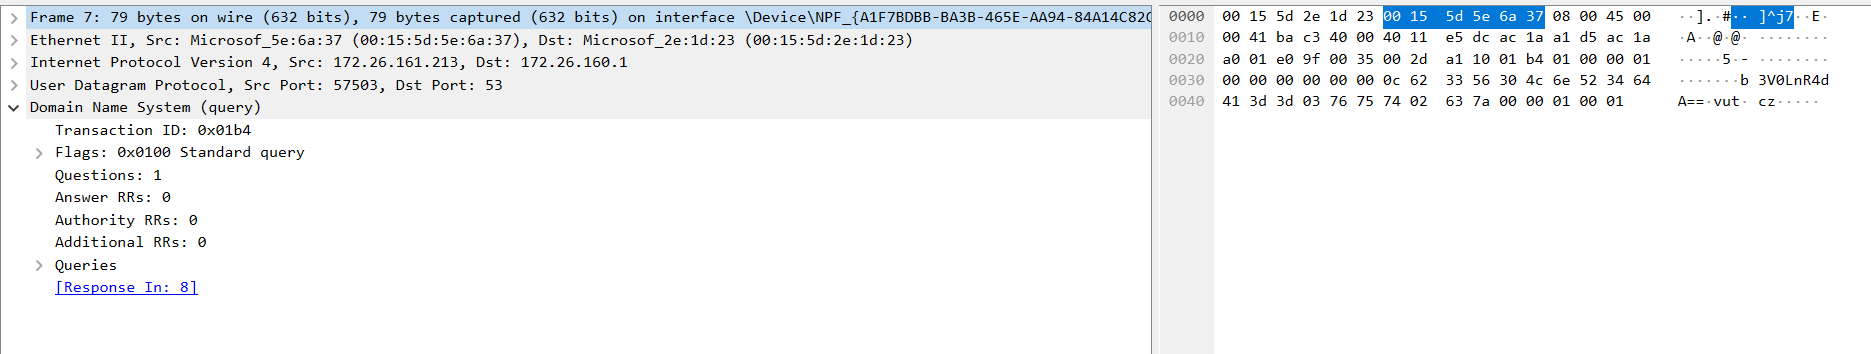 Frame 7: 79 bytes on wire (632 bits), 79 bytes captured (632 bits) on interface \Device\NPF_{A1F7BDBB-BA3B-465E-AA94-84A14C82C
Ethernet II, Src: Microsof_5e:6a:37 (00:15:5d:5e:6a:37), Dst: Microsof_2e:1d:23 (00:15:5d:2e:1d:23)
Internet Protocol Version 4, Src: 172.26.161.213, Dst: 172.26.160.1
User Datagram Protocol, Src Port: 57503, Dst Port: 53
Domain Name System (query)
Transaction ID: 0x01b4
Flags: 0x0100 Standard query
Questions: 1
Answer RRs: 0
Authority RRs: 0
Additional RRs: 0
Queries
[Response In: 8]
0000 00 15 5d 2e 1d 23 00 15 5d 5e 6a 37 08 00 45 00 ··].·#·· ]^j7··E·
0010 00 41 ba c3 40 00 40 11 e5 dc ac 1a a1 d5 ac 1a ·A··@·@· ········
0020 a0 01 e0 9f 00 35 00 2d a1 10 01 b4 01 00 00 01 ·····5·- ········
0030 00 00 00 00 00 00 0c 62 33 56 30 4c 6e 52 34 64 ·······b 3V0LnR4d
0040 41 3d 3d 03 76 75 74 02 63 7a 00 00 01 00 01 A==·vut· cz·····